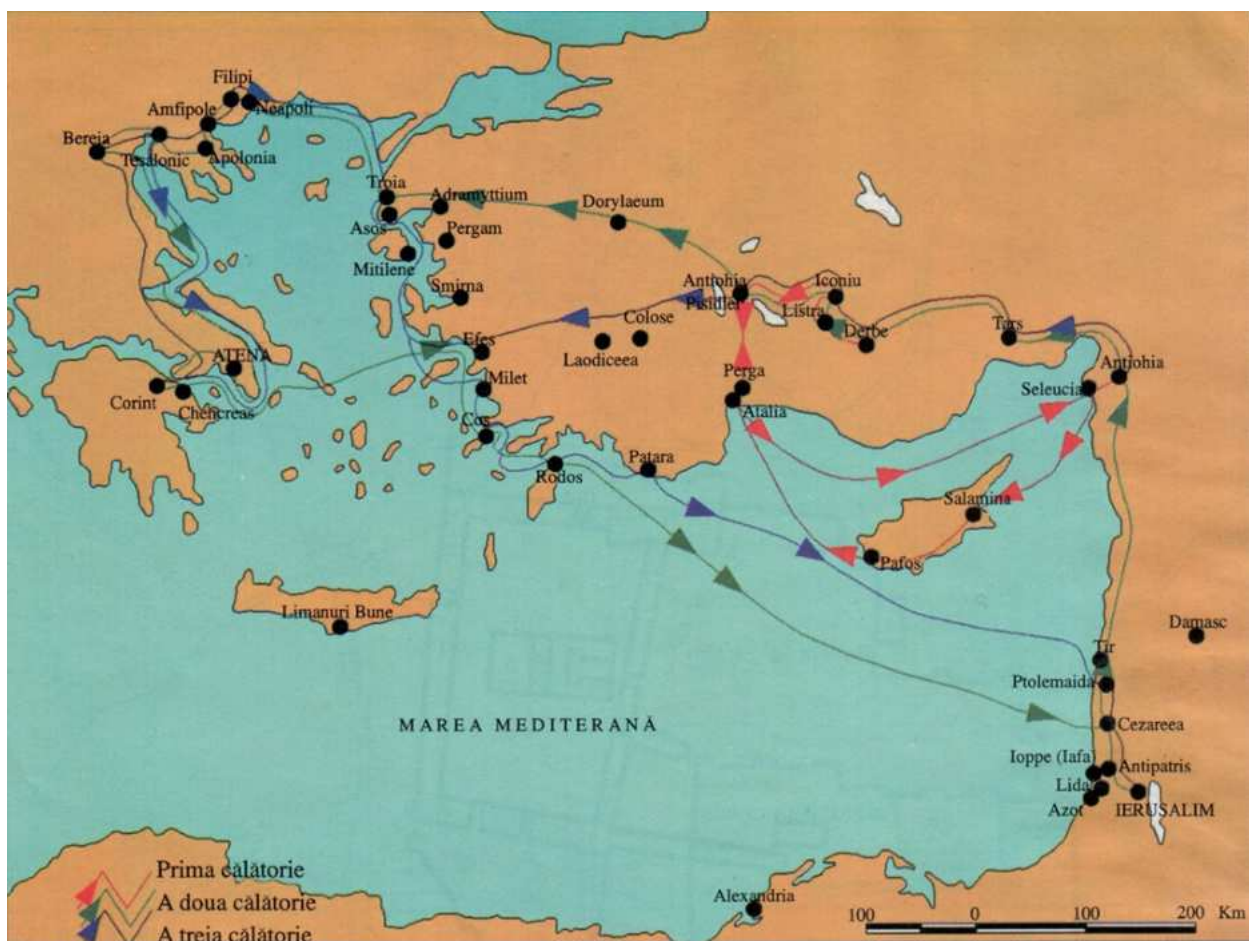 Filipi
Neapoli
Amfipole
Bereia
Tesalonic
Apolonia
Troia
Adramyttium
Dorylaeum
Asos
Pergam
Mitilene
Smirna
Antiohia
Pisidiei
Iconiu
Listra
Derbe
Tars
Colose
Laodiceea
Efes
ATENA
Milet
Perga
Atalia
Seleucia
Antiohia
Corint
Chencreas
Cos
Rodos
Patara
Salamina
Pafos
Limanuri Bune
Damasc
Tir
Ptolemaida
MAREA MEDITERANĂ
Cezareea
Ioppe (Iafa)
Antipatris
Lida
Azot
IERUSALIM
Prima călătorie
A doua călătorie
A treia călătorie
Alexandria
100 0 100 200 Km